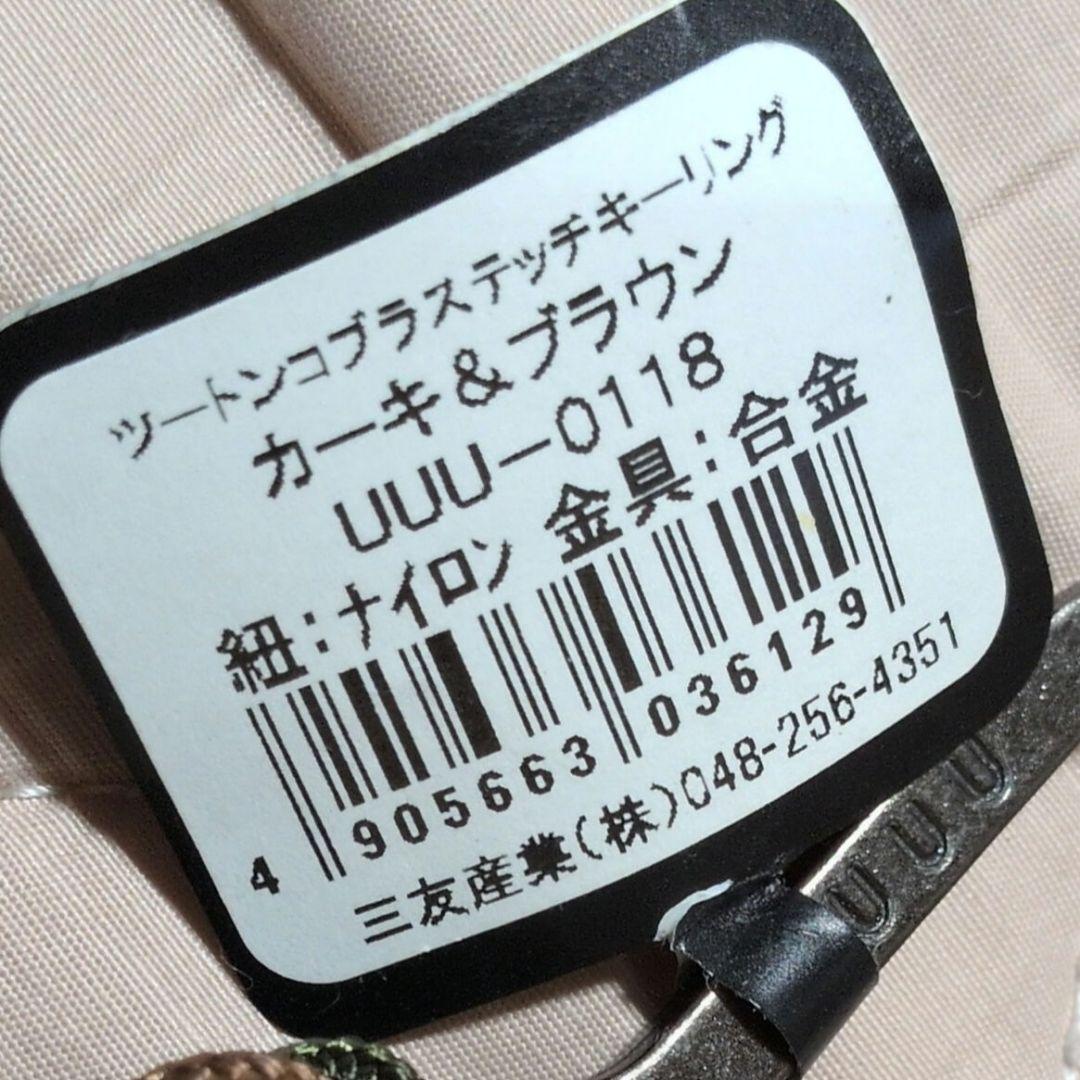 ツートンコブラステッチキーリング
カーキ&ブラウン
UUU-0118
紐:ナイロン 金具:合金
4 905663 036129
三友産業(株)048-256-4351
UUU